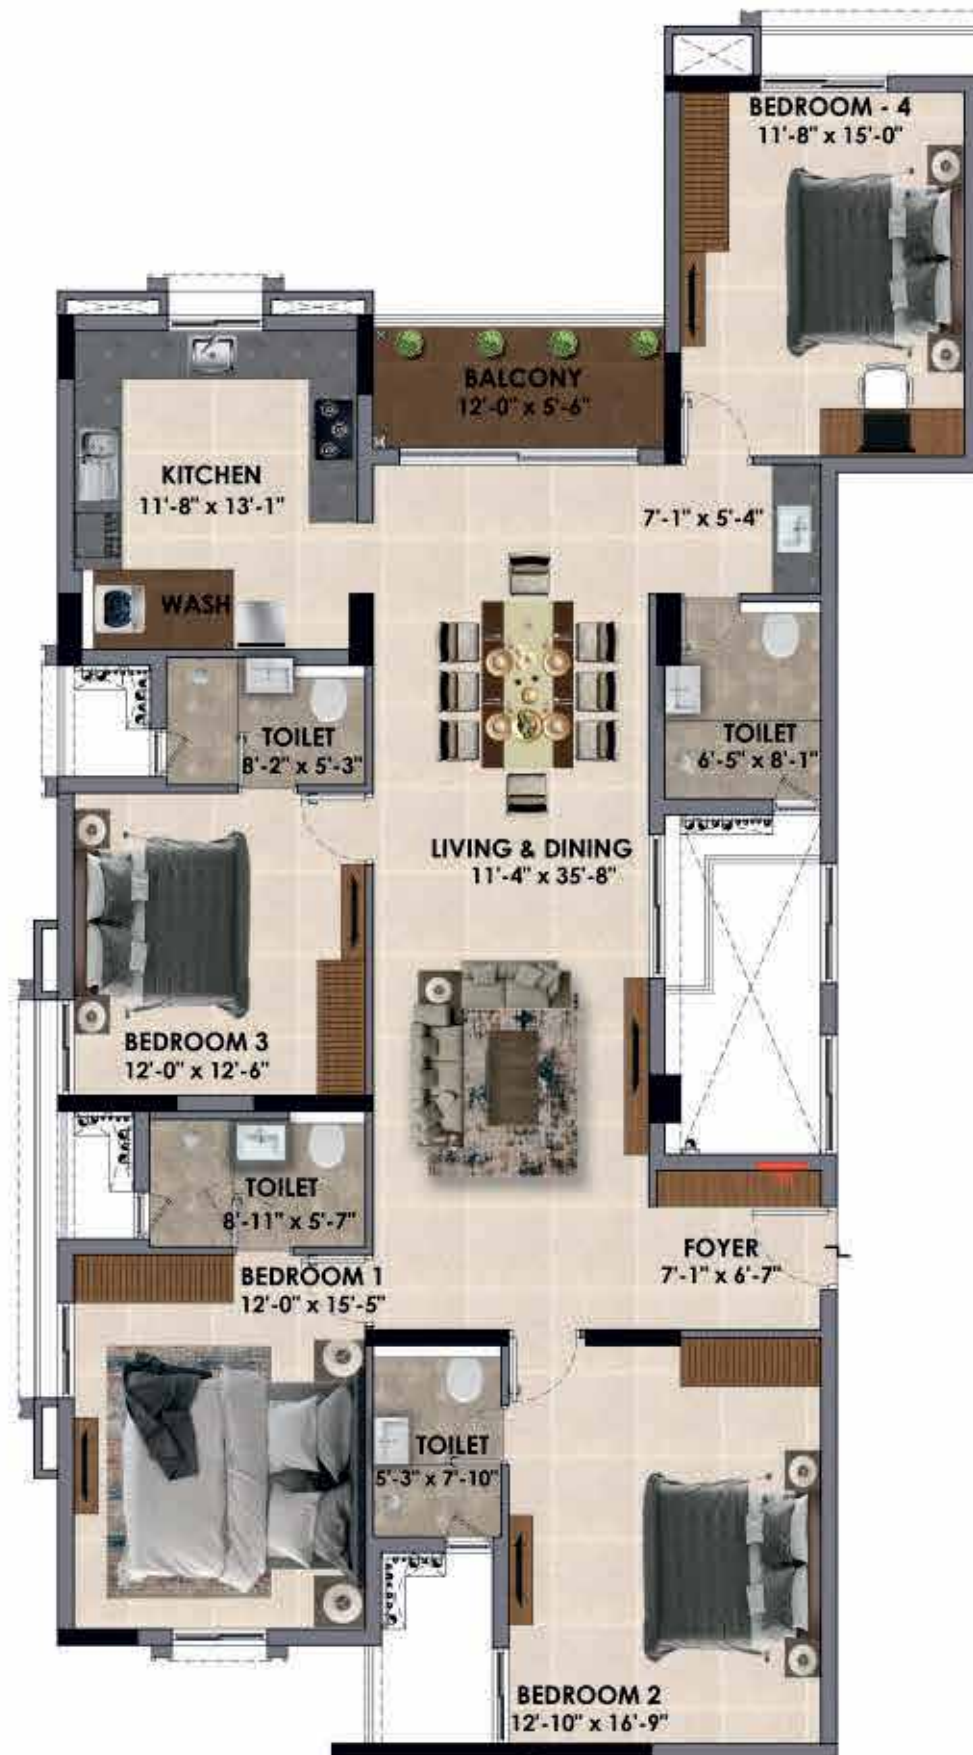 BEDROOM - 4
11'-8" x 15'-0"
BALCONY
12'-0" x 5'-6"
KITCHEN
11'-8" x 13'-1"
7'-1" x 5'-4"
WASH
TOILET
8'-2" x 5'-3"
TOILET
6'-5" x 8'-1"
LIVING & DINING
11'-4" x 35'-8"
BEDROOM 3
12'-0" x 12'-6"
TOILET
8'-11" x 5'-7"
FOYER
7'-1" x 6'-7"
BEDROOM 1
12'-0" x 15'-5"
TOILET
5'-3" x 7'-10"
BEDROOM 2
12'-10" x 16'-9"